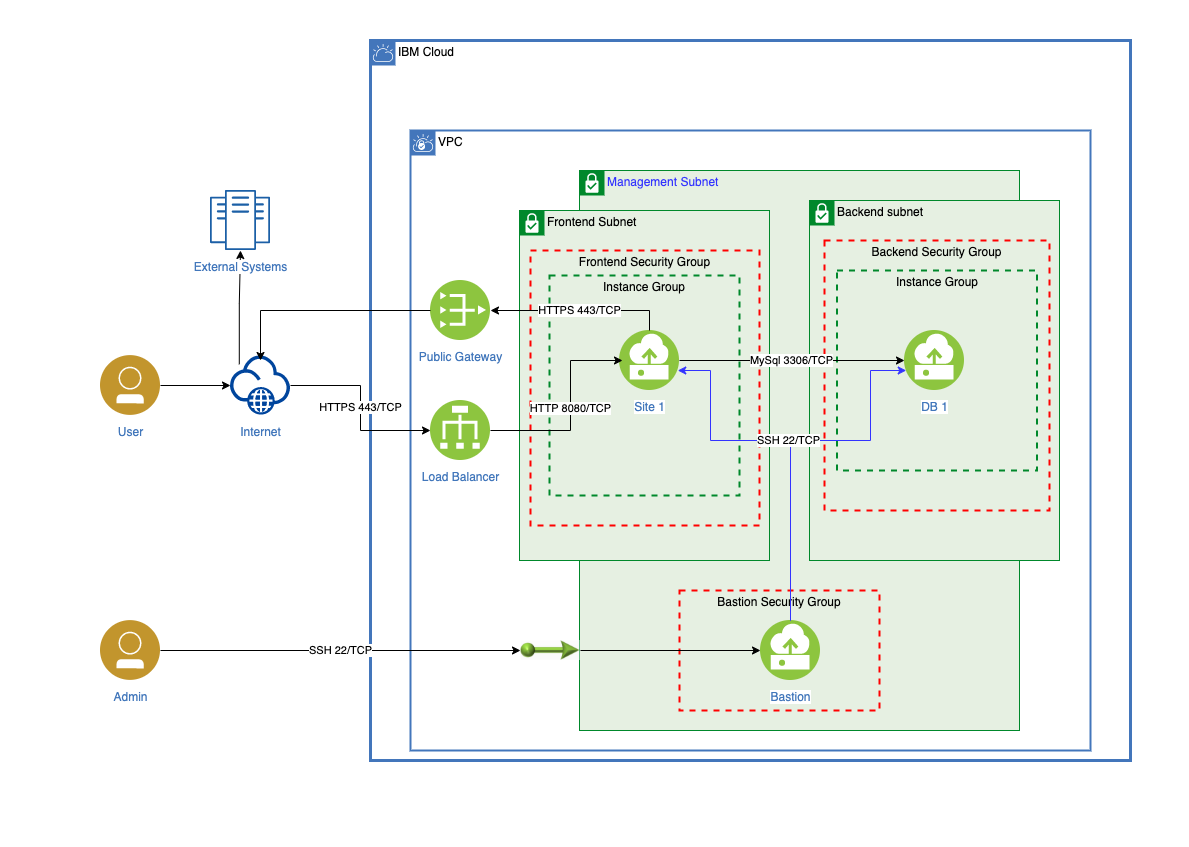 IBM Cloud
VPC
Management Subnet
Frontend Subnet
Backend subnet
Frontend Security Group
Backend Security Group
Instance Group
Instance Group
External Systems
HTTPS 443/TCP
Public Gateway
MySql 3306/TCP
HTTPS 443/TCP
HTTP 8080/TCP
Site 1
DB 1
User
Internet
SSH 22/TCP
Load Balancer
Bastion Security Group
SSH 22/TCP
Admin
Bastion